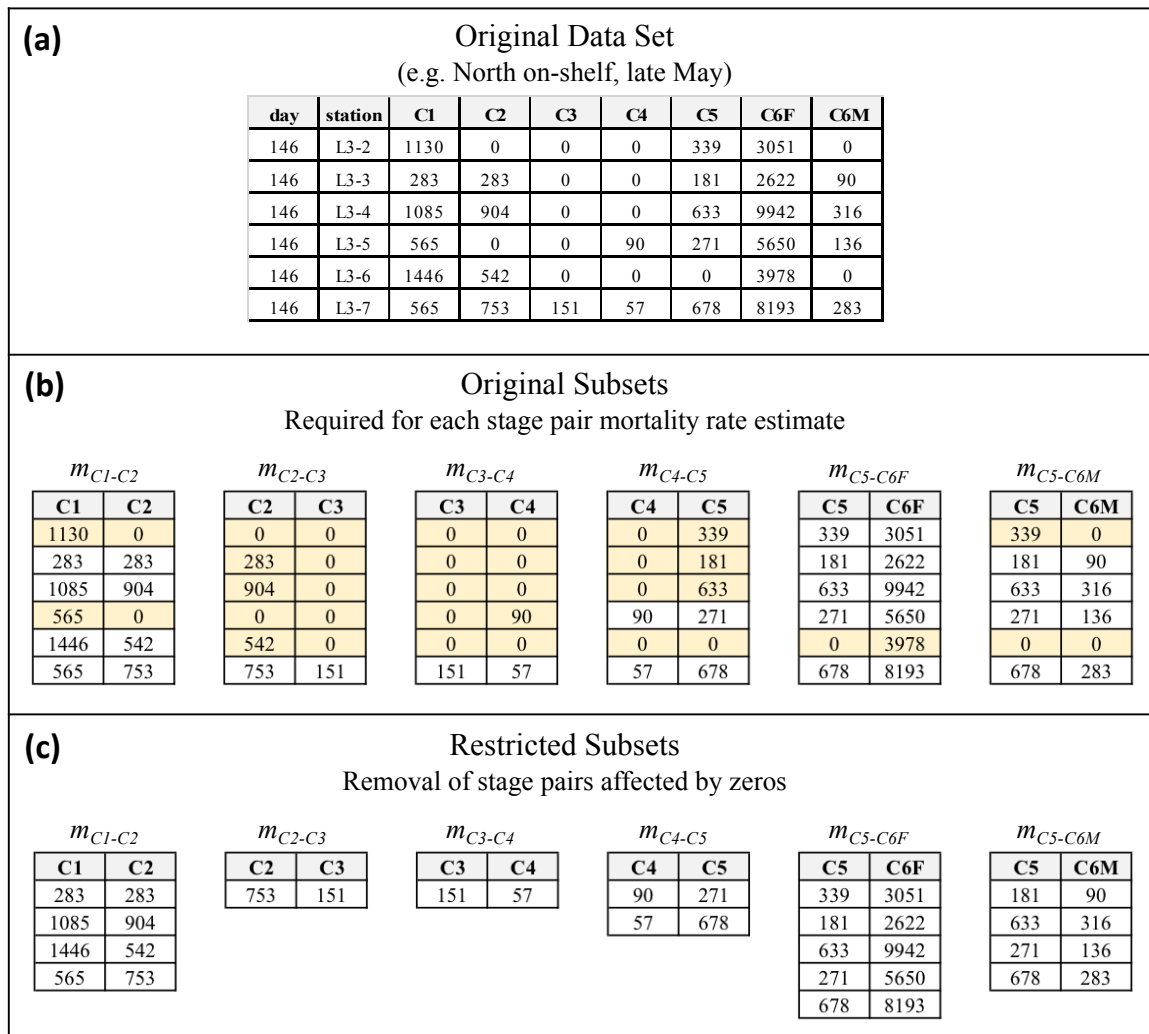 (a)
Original Data Set
(e.g. North on-shelf, late May)
day station C1 C2 C3 C4 C5 C6F C6M
146 L3-2 1130 0 0 0 339 3051 0
146 L3-3 283 283 0 0 181 2622 90
146 L3-4 1085 904 0 0 633 9942 316
146 L3-5 565 0 0 90 271 5650 136
146 L3-6 1446 542 0 0 0 3978 0
146 L3-7 565 753 151 57 678 8193 283
(b)
Original Subsets
Required for each stage pair mortality rate estimate
m C1-C2 m C2-C3 m C3-C4 m C4-C5 m C5-C6F m C5-C6M
C1 C2 C2 C3 C3 C4 C4 C5 C5 C6F C5 C6M
1130 0 0 0 0 0 0 339 339 3051 339 0
283 283 283 0 0 0 0 181 181 2622 181 90
1085 904 904 0 0 0 0 633 633 9942 633 316
565 0 0 0 0 90 90 271 271 5650 271 136
1446 542 542 0 0 0 0 0 0 3978 0 0
565 753 753 151 151 57 57 678 678 8193 678 283
(c)
Restricted Subsets
Removal of stage pairs affected by zeros
m C1-C2 m C2-C3 m C3-C4 m C4-C5 m C5-C6F m C5-C6M
C1 C2 C2 C3 C3 C4 C4 C5 C5 C6F C5 C6M
283 283 753 151 151 57 90 271 339 3051 181 90
1085 904 57 678 181 2622 633 316
1446 542 633 9942 271 136
565 753 271 5650 678 283
678 8193